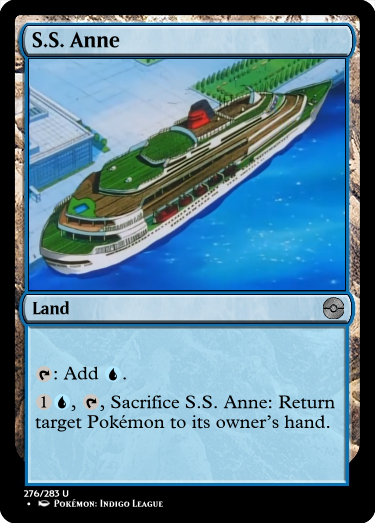 S.S. Anne
Land
: Add .
1 , , Sacrifice S.S. Anne: Return
target Pokémon to its owner's hand.
276/283 U
• Pokémon: Indigo League